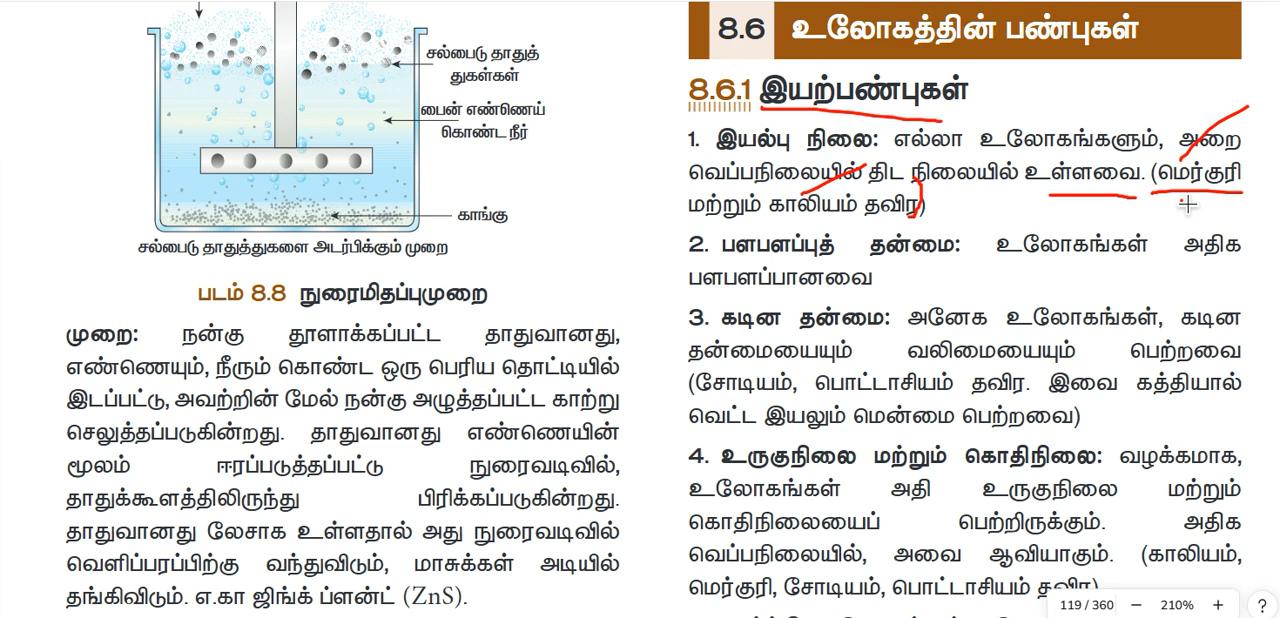 சல்பைடு தாதுத்
துகள்கள்
பைன் எண்ணெய்
கொண்ட நீர்
காங்கு
சல்பைடு தாதுத்துகளை அடர்பிக்கும் முறை
படம் 8.8 நுரைமிதப்புமுறை
முறை: நன்கு தூளாக்கப்பட்ட தாதுவானது,
எண்ணெயும், நீரும் கொண்ட ஒரு பெரிய தொட்டியில்
இடப்பட்டு, அவற்றின் மேல் நன்கு அழுத்தப்பட்ட காற்று
செலுத்தப்படுகின்றது. தாதுவானது எண்ணெயின்
மூலம் ஈரப்படுத்தப்பட்டு நுரைவடிவில்,
தாதுக்கூளத்திலிருந்து பிரிக்கப்படுகின்றது.
தாதுவானது லேசாக உள்ளதால் அது நுரைவடிவில்
வெளிப்பரப்பிற்கு வந்துவிடும், மாசுக்கள் அடியில்
தங்கிவிடும். எ.கா ஜிங்க் ப்ளன்ட் (ZnS).
8.6 உலோகத்தின் பண்புகள்
8.6.1 இயற்பண்புகள்
1. இயல்பு நிலை: எல்லா உலோகங்களும், அறை
வெப்பநிலையில் திட நிலையில் உள்ளவை. (மெர்குரி
மற்றும் காலியம் தவிர)
2. பளபளப்புத் தன்மை: உலோகங்கள் அதிக
பளபளப்பானவை
3. கடின தன்மை: அனேக உலோகங்கள், கடின
தன்மையையும் வலிமையையும் பெற்றவை
(சோடியம், பொட்டாசியம் தவிர. இவை கத்தியால்
வெட்ட இயலும் மென்மை பெற்றவை)
4. உருகுநிலை மற்றும் கொதிநிலை: வழக்கமாக,
உலோகங்கள் அதி உருகுநிலை மற்றும்
கொதிநிலையைப் பெற்றிருக்கும். அதிக
வெப்பநிலையில், அவை ஆவியாகும். (காலியம்,
மெர்குரி, சோடியம், பொட்டாசியம் தவிர)
119 / 360 − 210% + ?